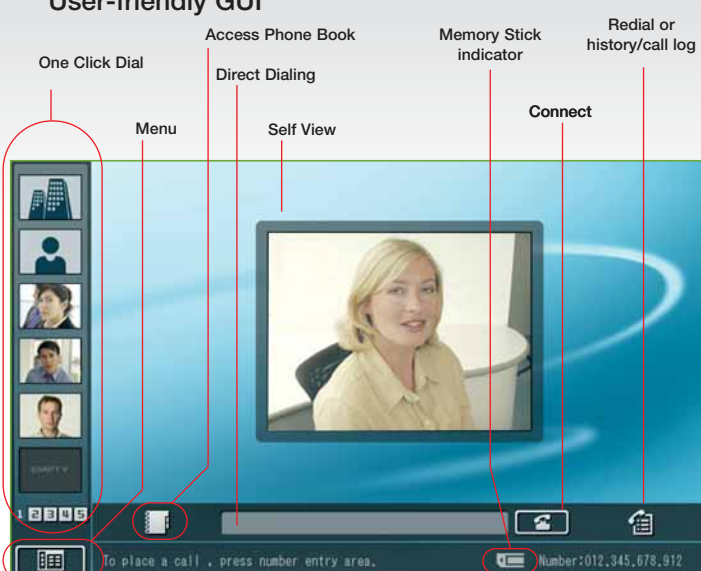 User-friendly GUI
Redial or
history/call log
Access Phone Book
Memory Stick
indicator
One Click Dial
Direct Dialing
Connect
Menu
Self View
EMPTY
1 2 3 4 5
To place a call , press number entry area.
Number:012,345,678,912